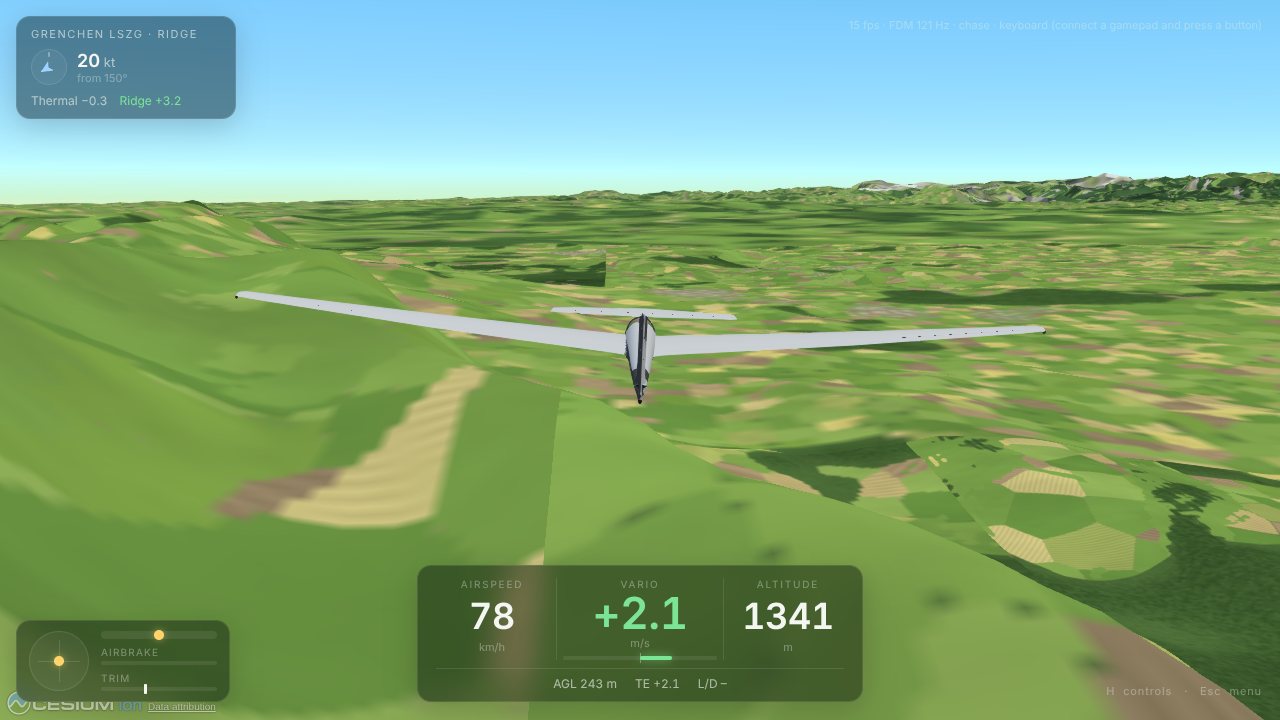 GRENCHEN LSZG · RIDGE
20 kt
from 150°
Thermal −0.3 Ridge +3.2
15 fps · FDM 121 Hz · chase · keyboard (connect a gamepad and press a button)
AIRSPEED
78
km/h
VARIO
+2.1
m/s
ALTITUDE
1341
m
AGL 243 m TE +2.1 L/D –
AIRBRAKE
TRIM
CESIUM ion Data attribution
H controls · Esc menu